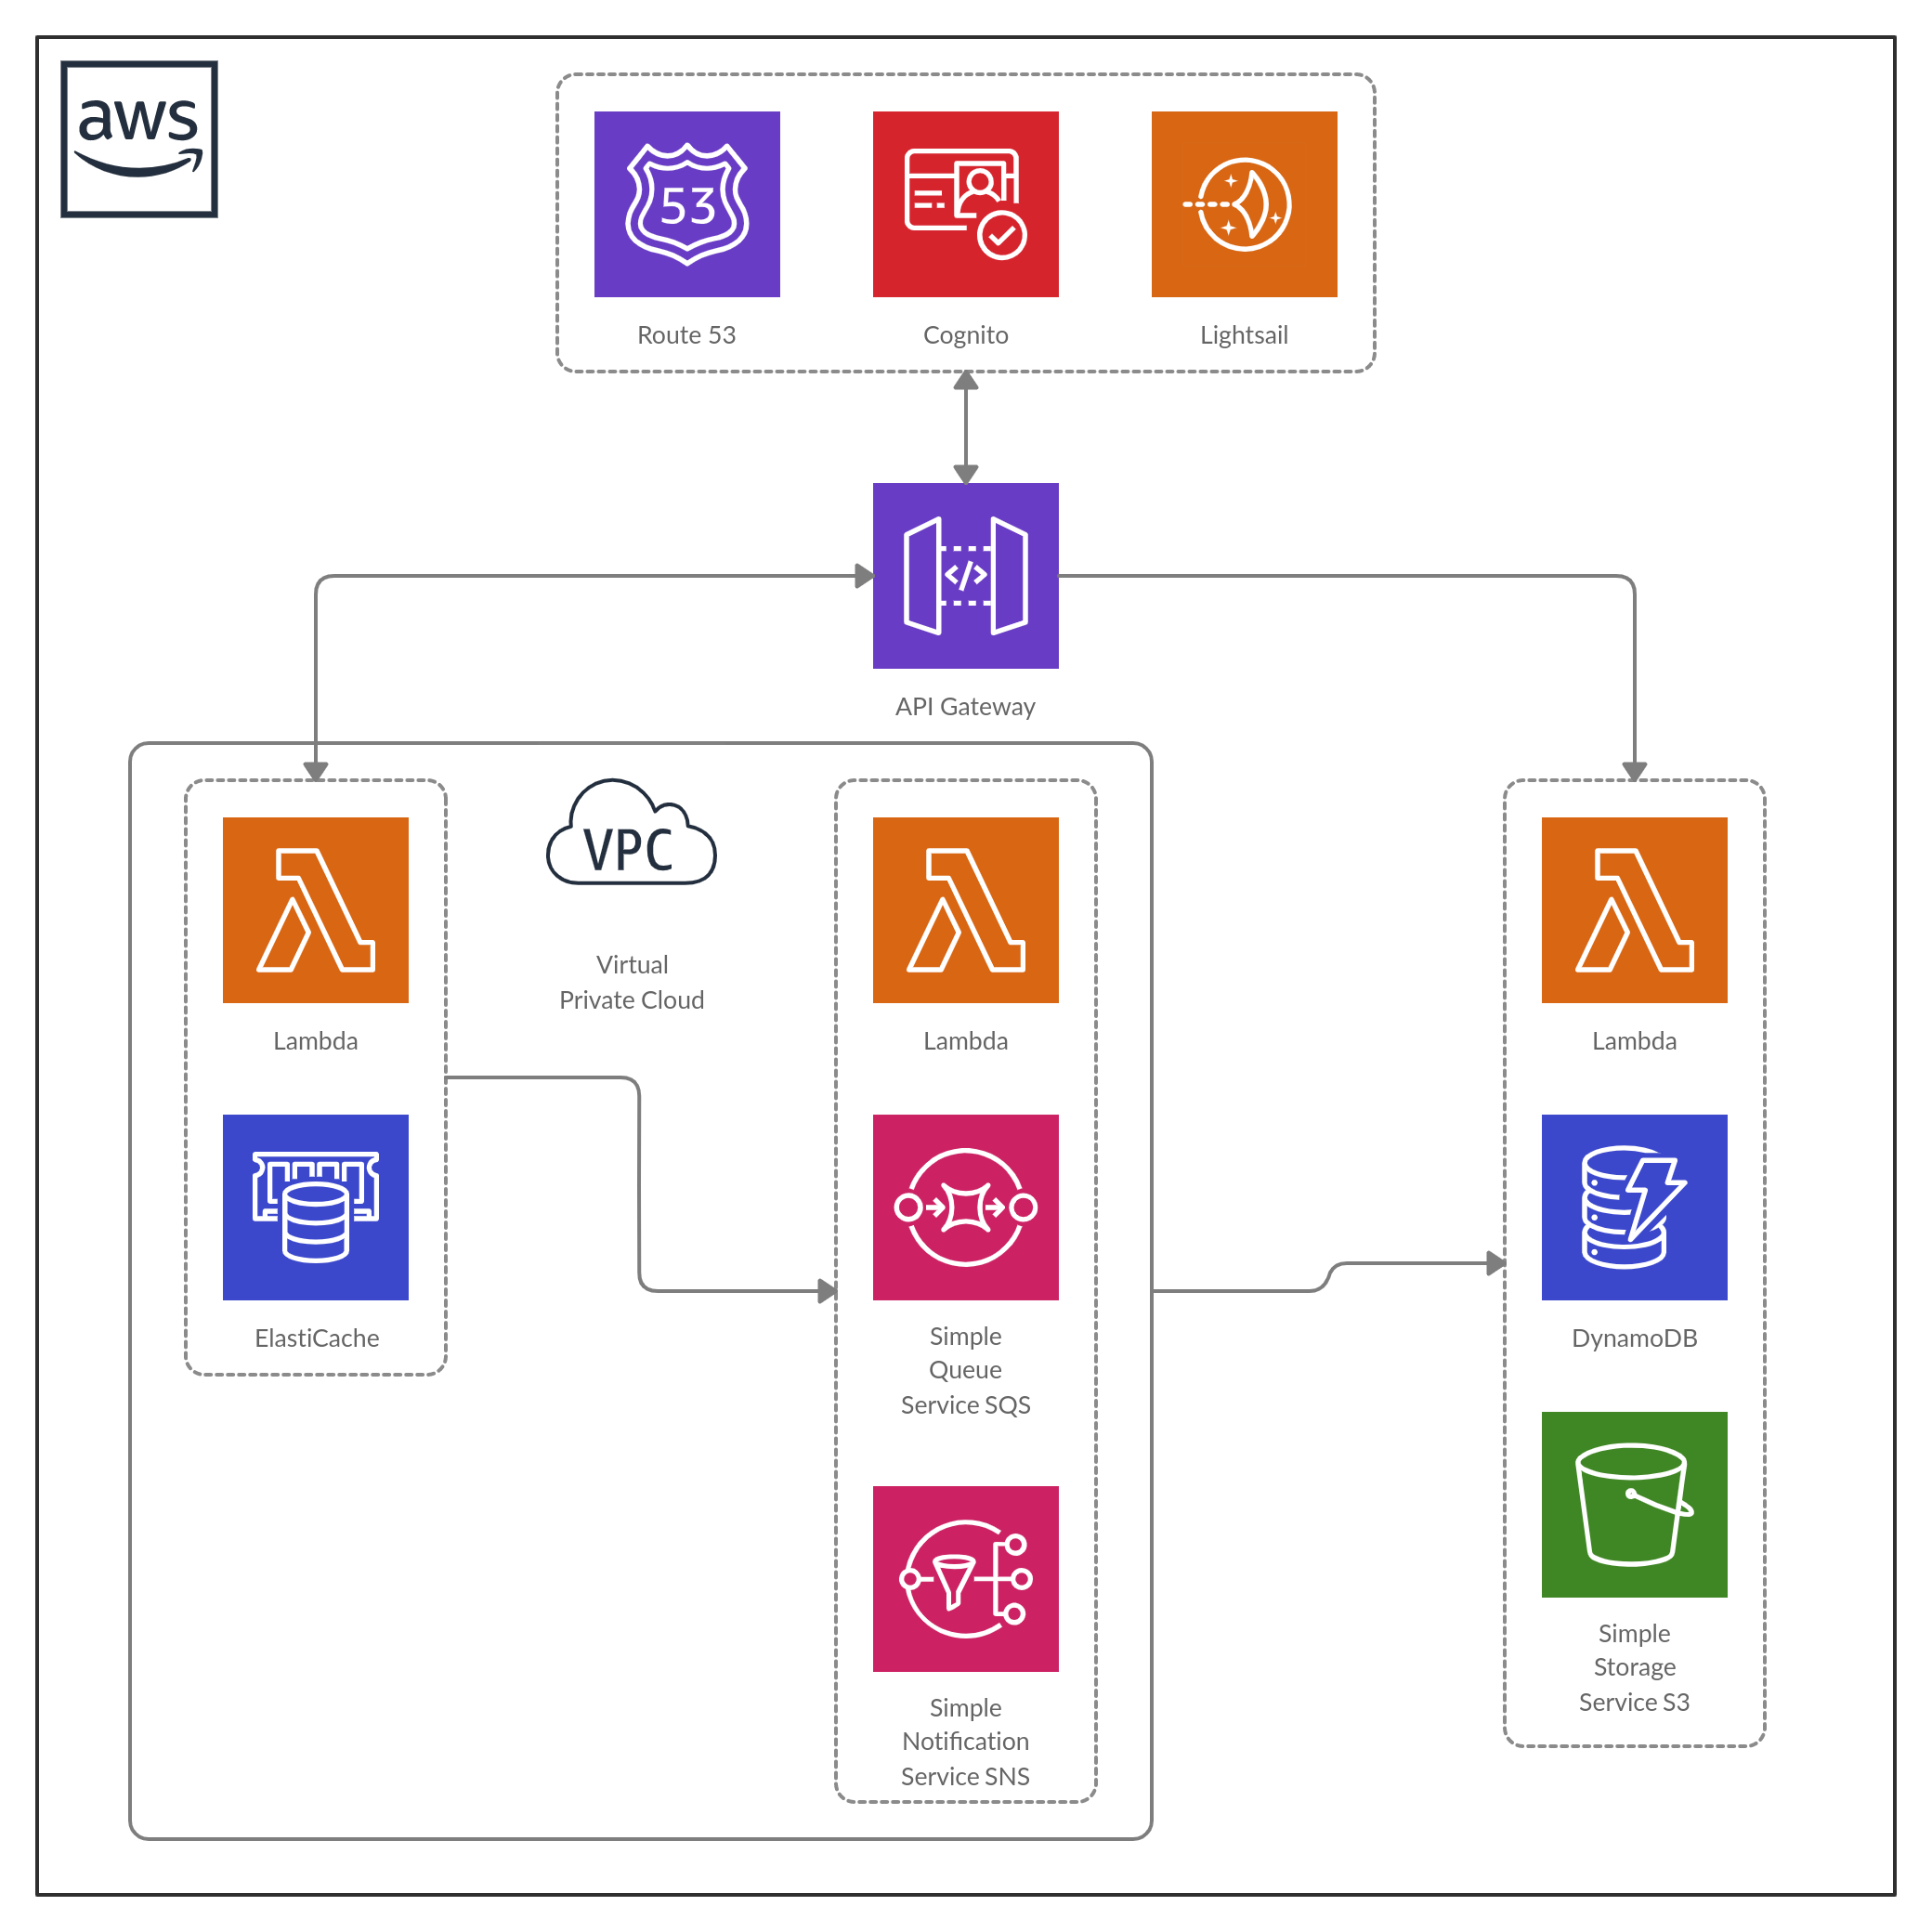 aws
53
Route 53
Cognito
Lightsail
</>
API Gateway
VPC
Virtual
Private Cloud
Lambda
Lambda
Lambda
ElastiCache
Simple
Queue
Service SQS
DynamoDB
Simple
Notification
Service SNS
Simple
Storage
Service S3